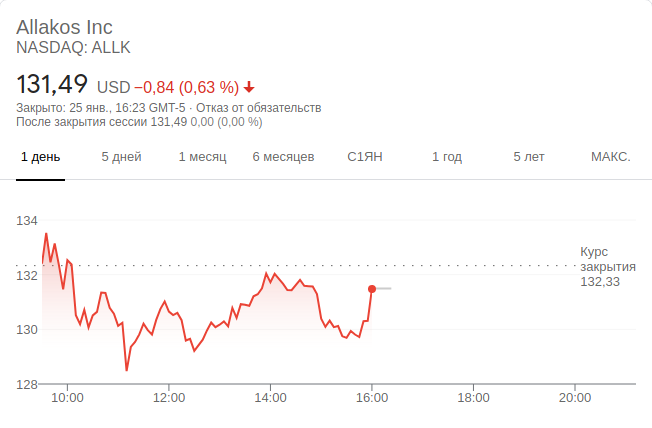 Allakos Inc
NASDAQ: ALLK
131,49 USD −0,84 (0,63 %)
Закрыто: 25 янв., 16:23 GMT-5 · Отказ от обязательств
После закрытия сессии 131,49 0,00 (0,00 %)
1 день 5 дней 1 месяц 6 месяцев С1ЯН 1 год 5 лет МАКС.
134
132
130
128
Курс
закрытия
132,33
10:00 12:00 14:00 16:00 18:00 20:00